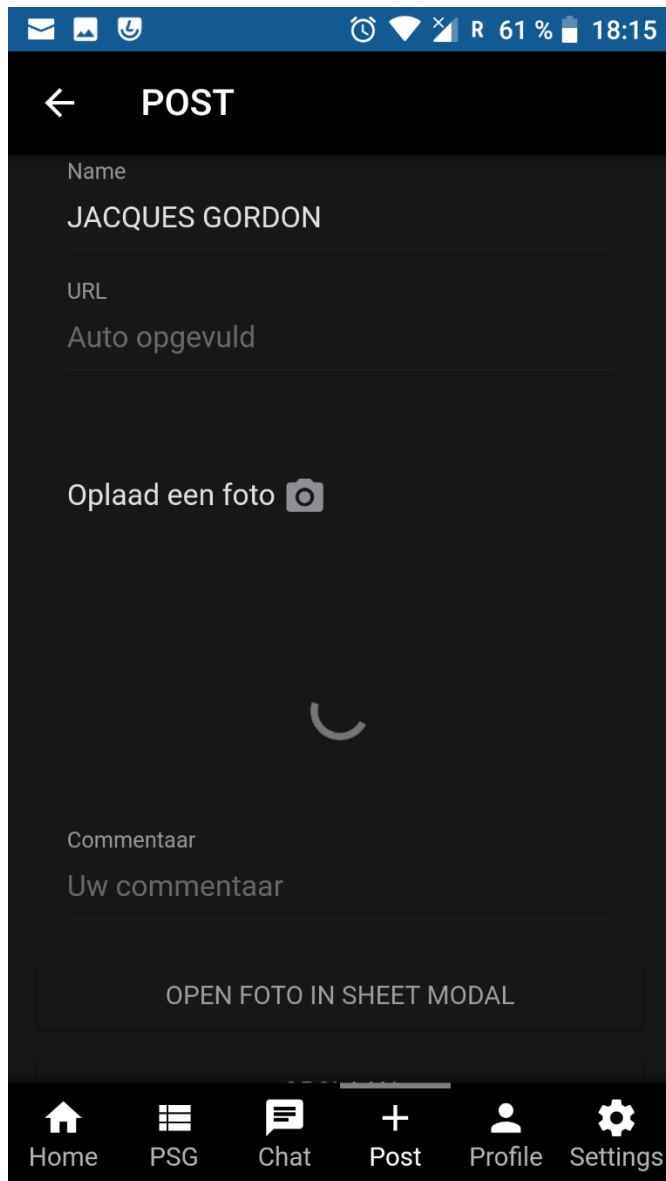 R 61 % 18:15
POST
Name
JACQUES GORDON
URL
Auto opgevuld
Oplaad een foto
Commentaar
Uw commentaar
OPEN FOTO IN SHEET MODAL
Home PSG Chat Post Profile Settings